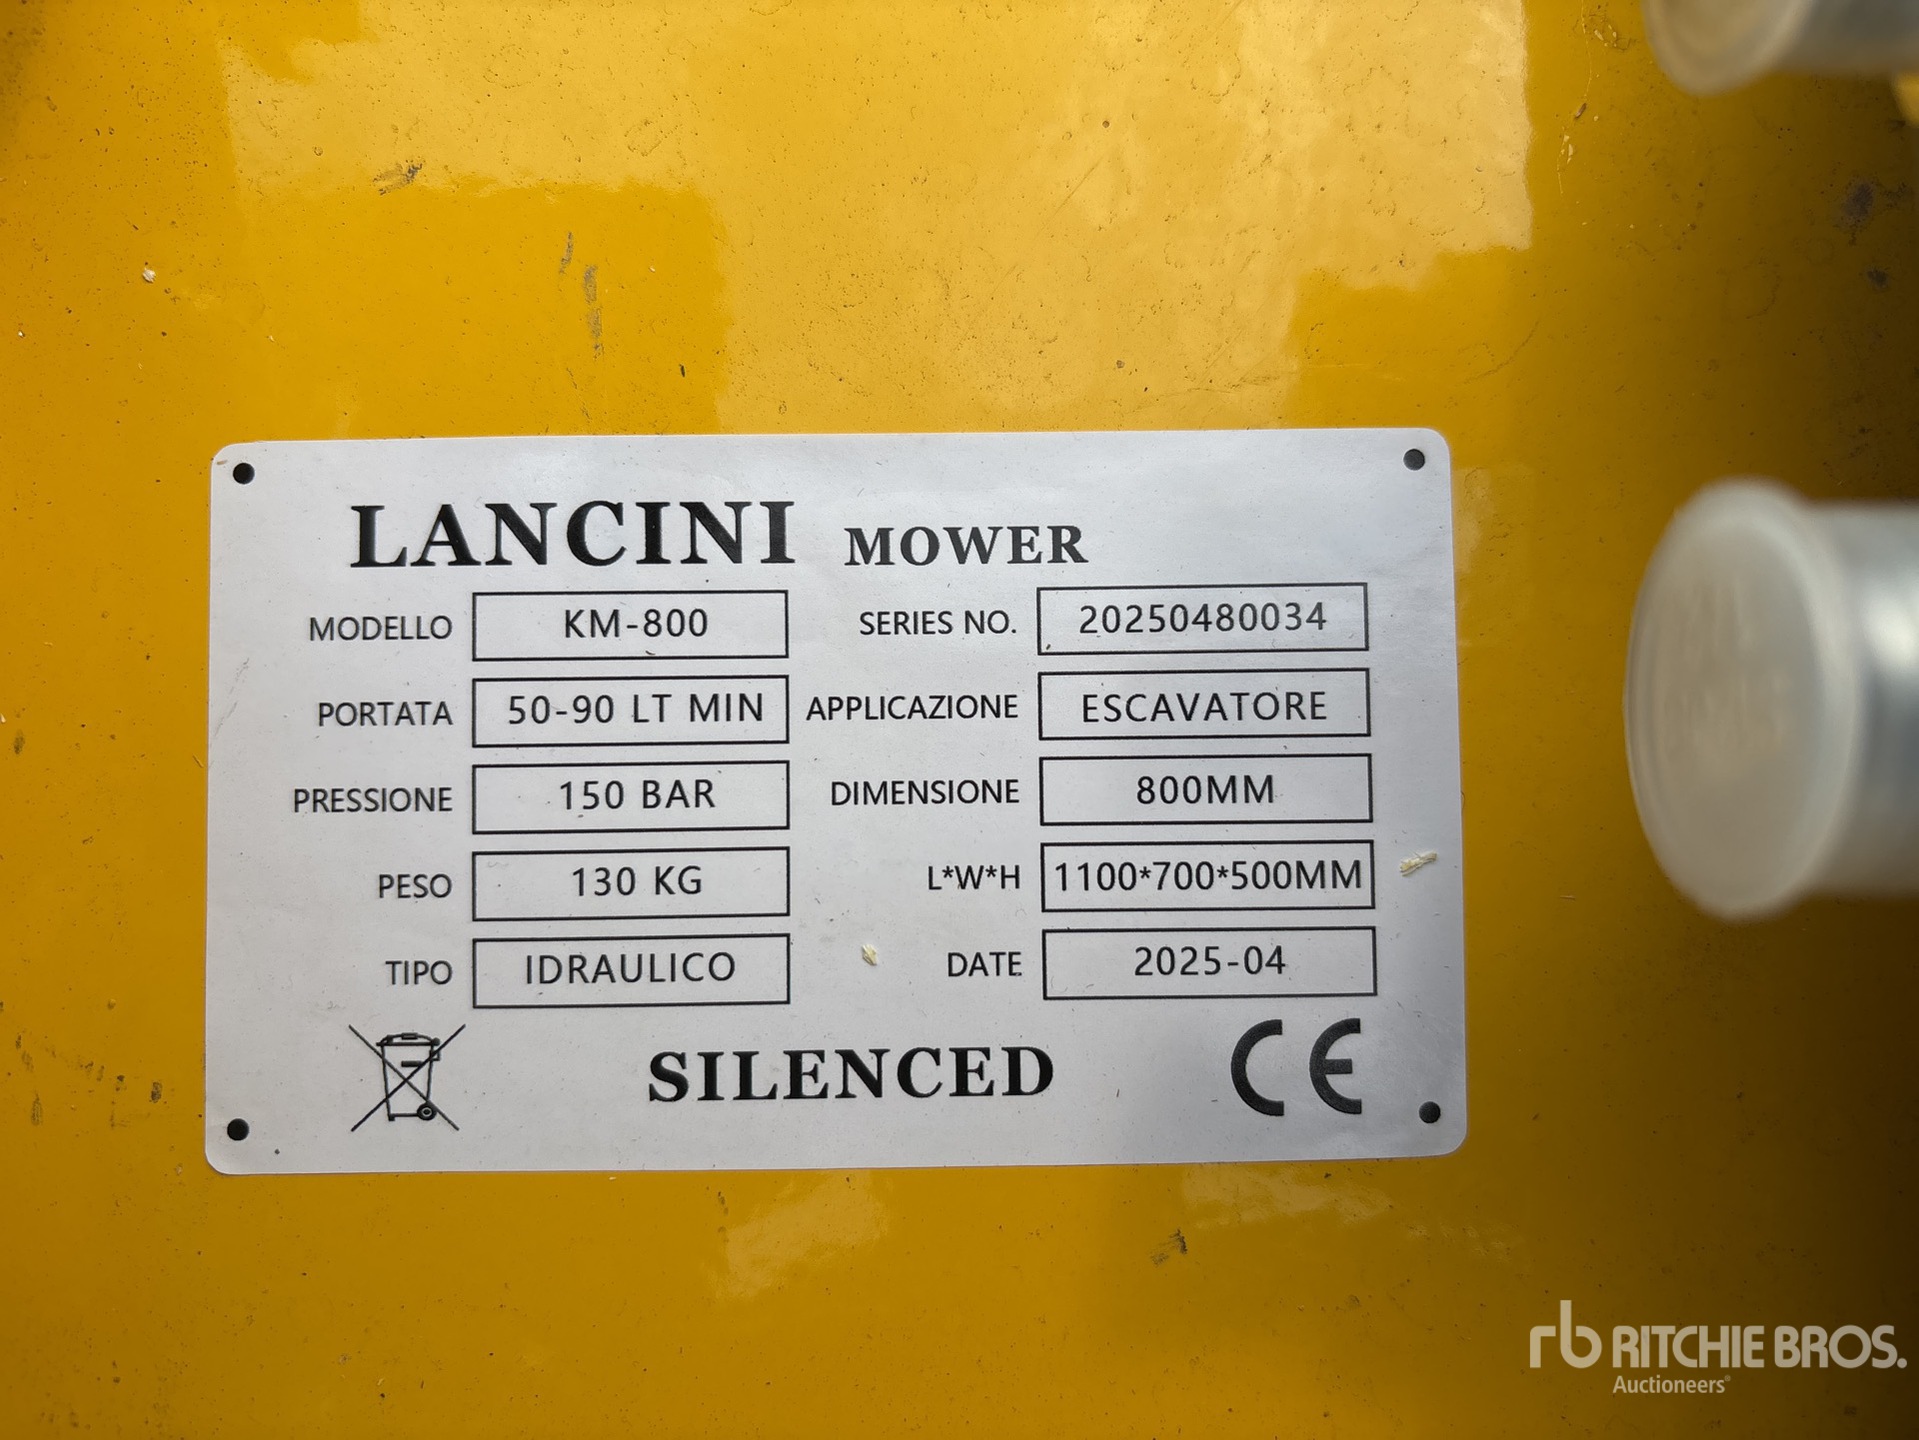 LANCINI MOWER
MODELLO KM-800 SERIES NO. 20250480034
PORTATA 50-90 LT MIN APPLICAZIONE ESCAVATORE
PRESSIONE 150 BAR DIMENSIONE 800MM
PESO 130 KG L*W*H 1100*700*500MM
TIPO IDRAULICO DATE 2025-04
SILENCED CE
rb RITCHIE BROS.
Auctioneers®